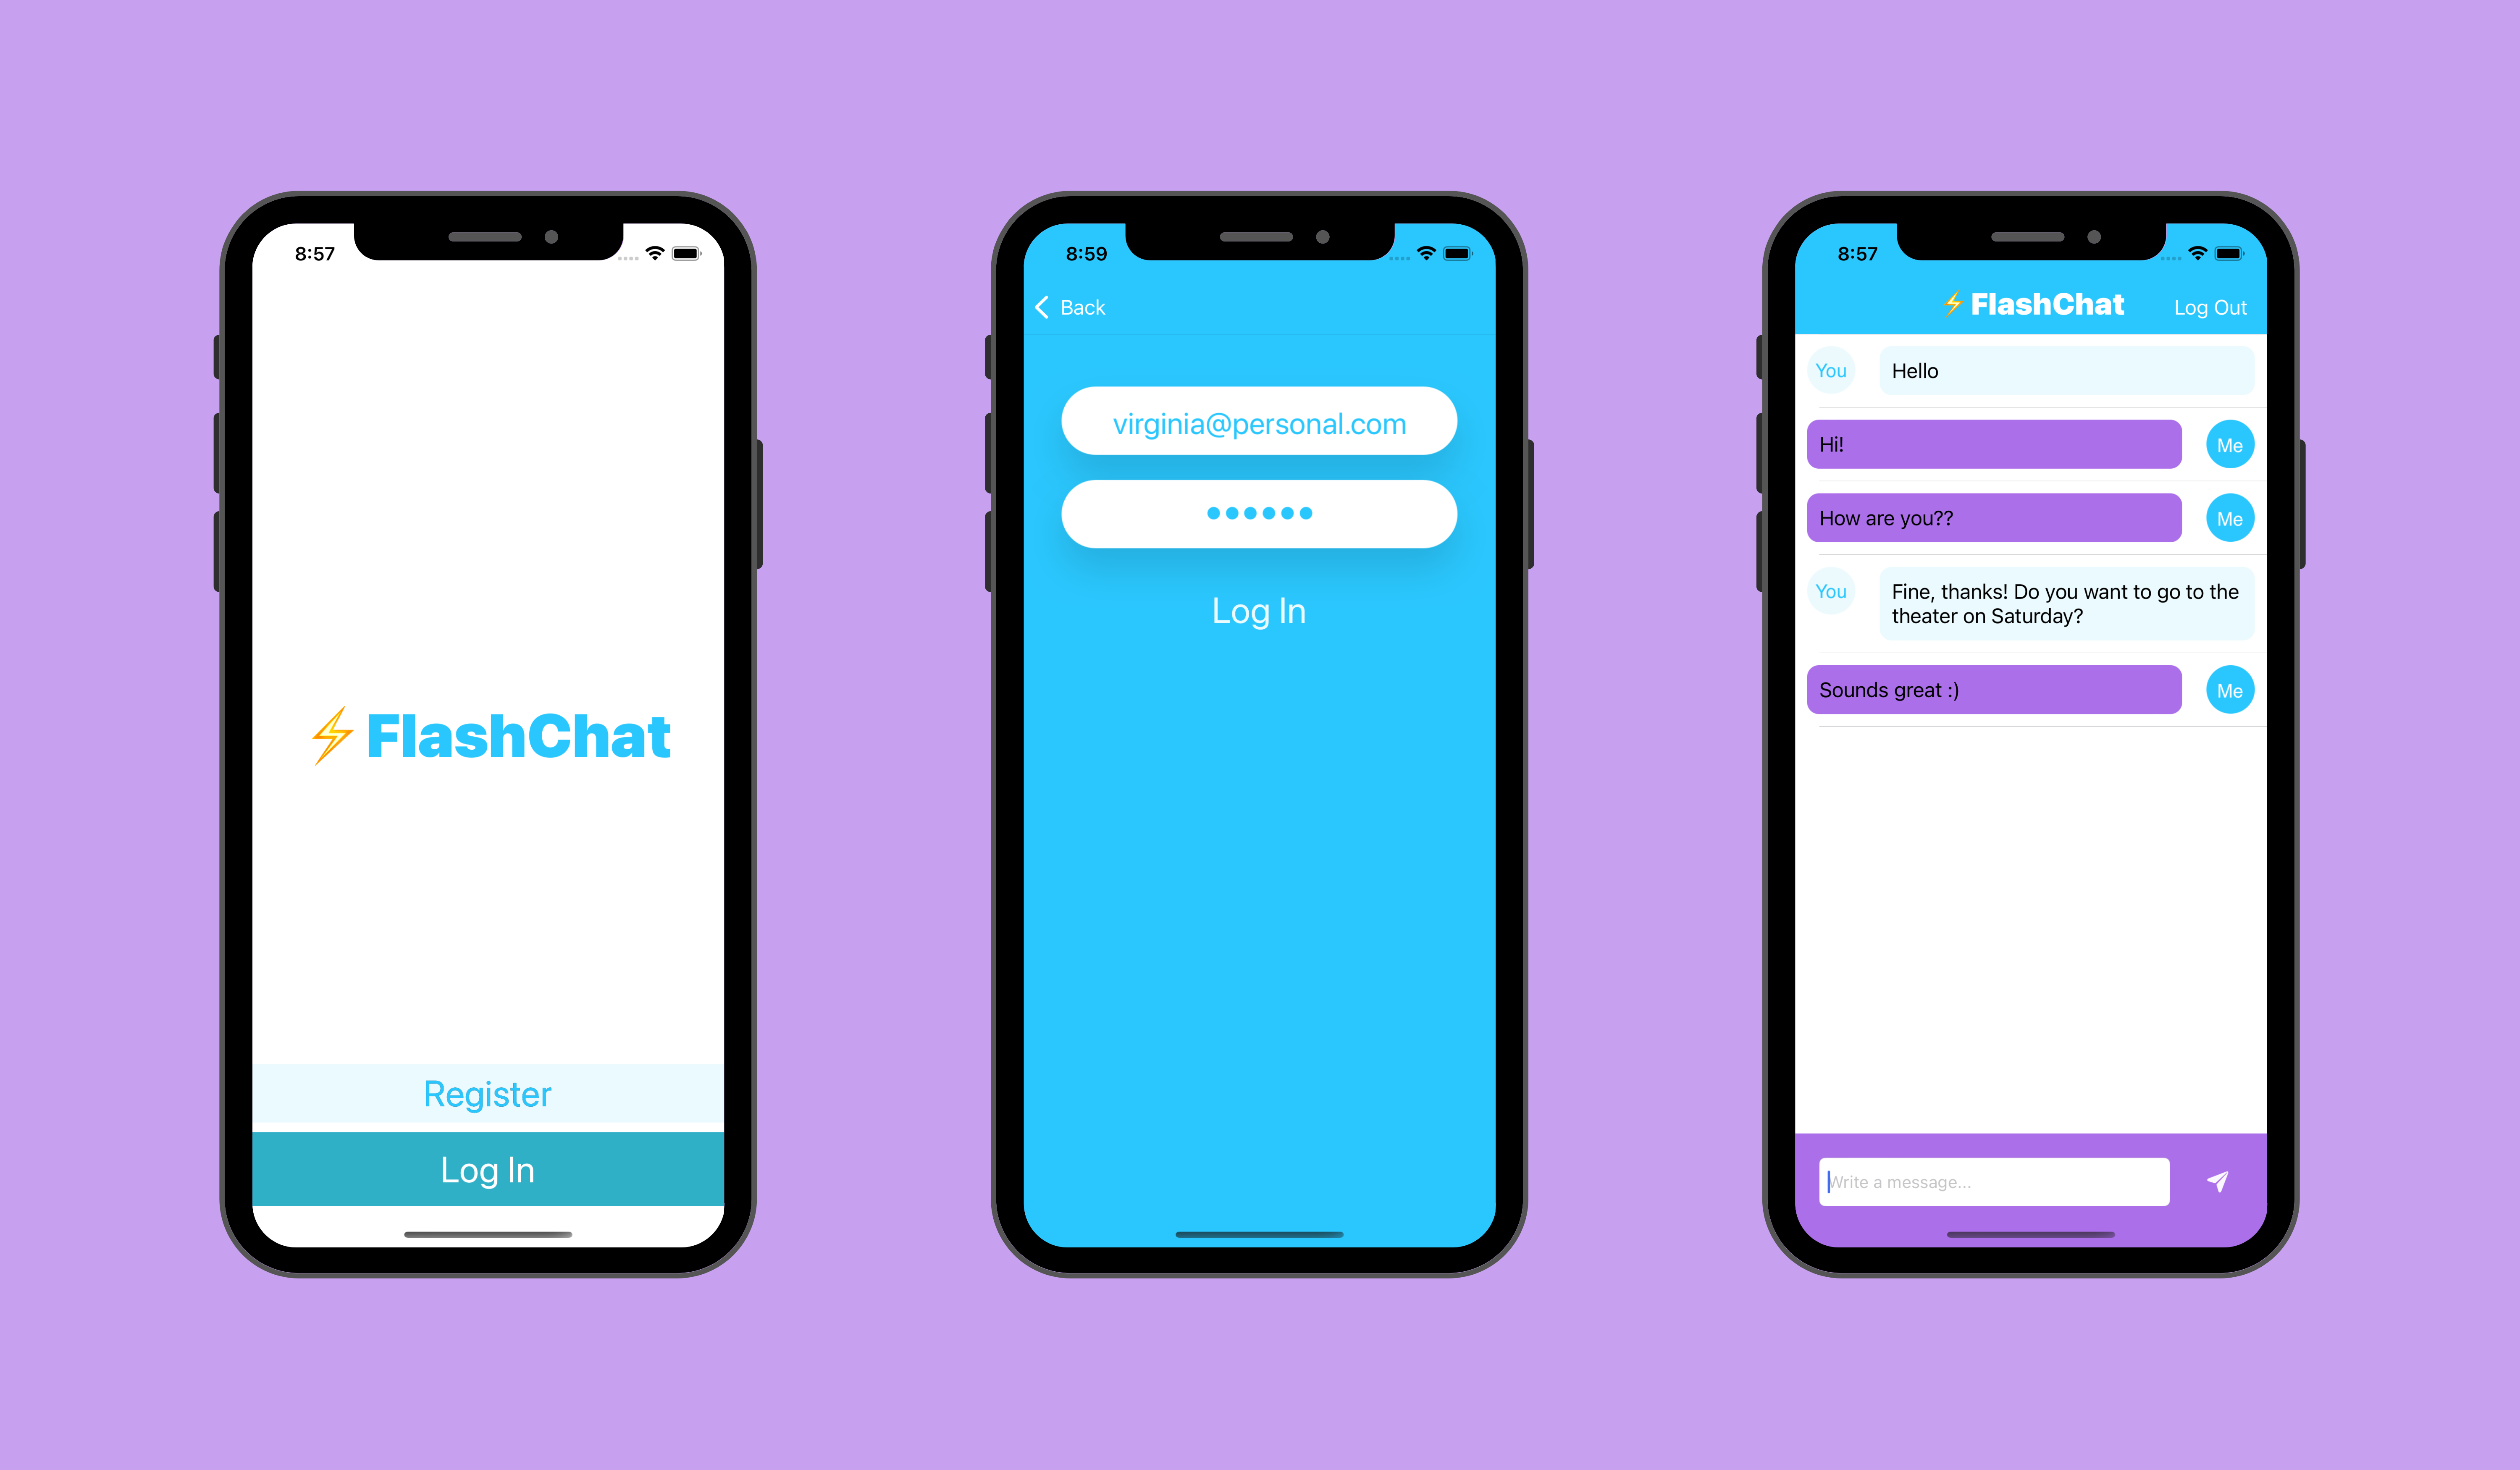 8:57
⚡️FlashChat
Register
Log In
8:59
Back
virginia@personal.com
••••••
Log In
8:57
⚡️FlashChat
Log Out
You
Hello
Hi!
Me
How are you??
Me
You
Fine, thanks! Do you want to go to the
theater on Saturday?
Sounds great :)
Me
Write a message...